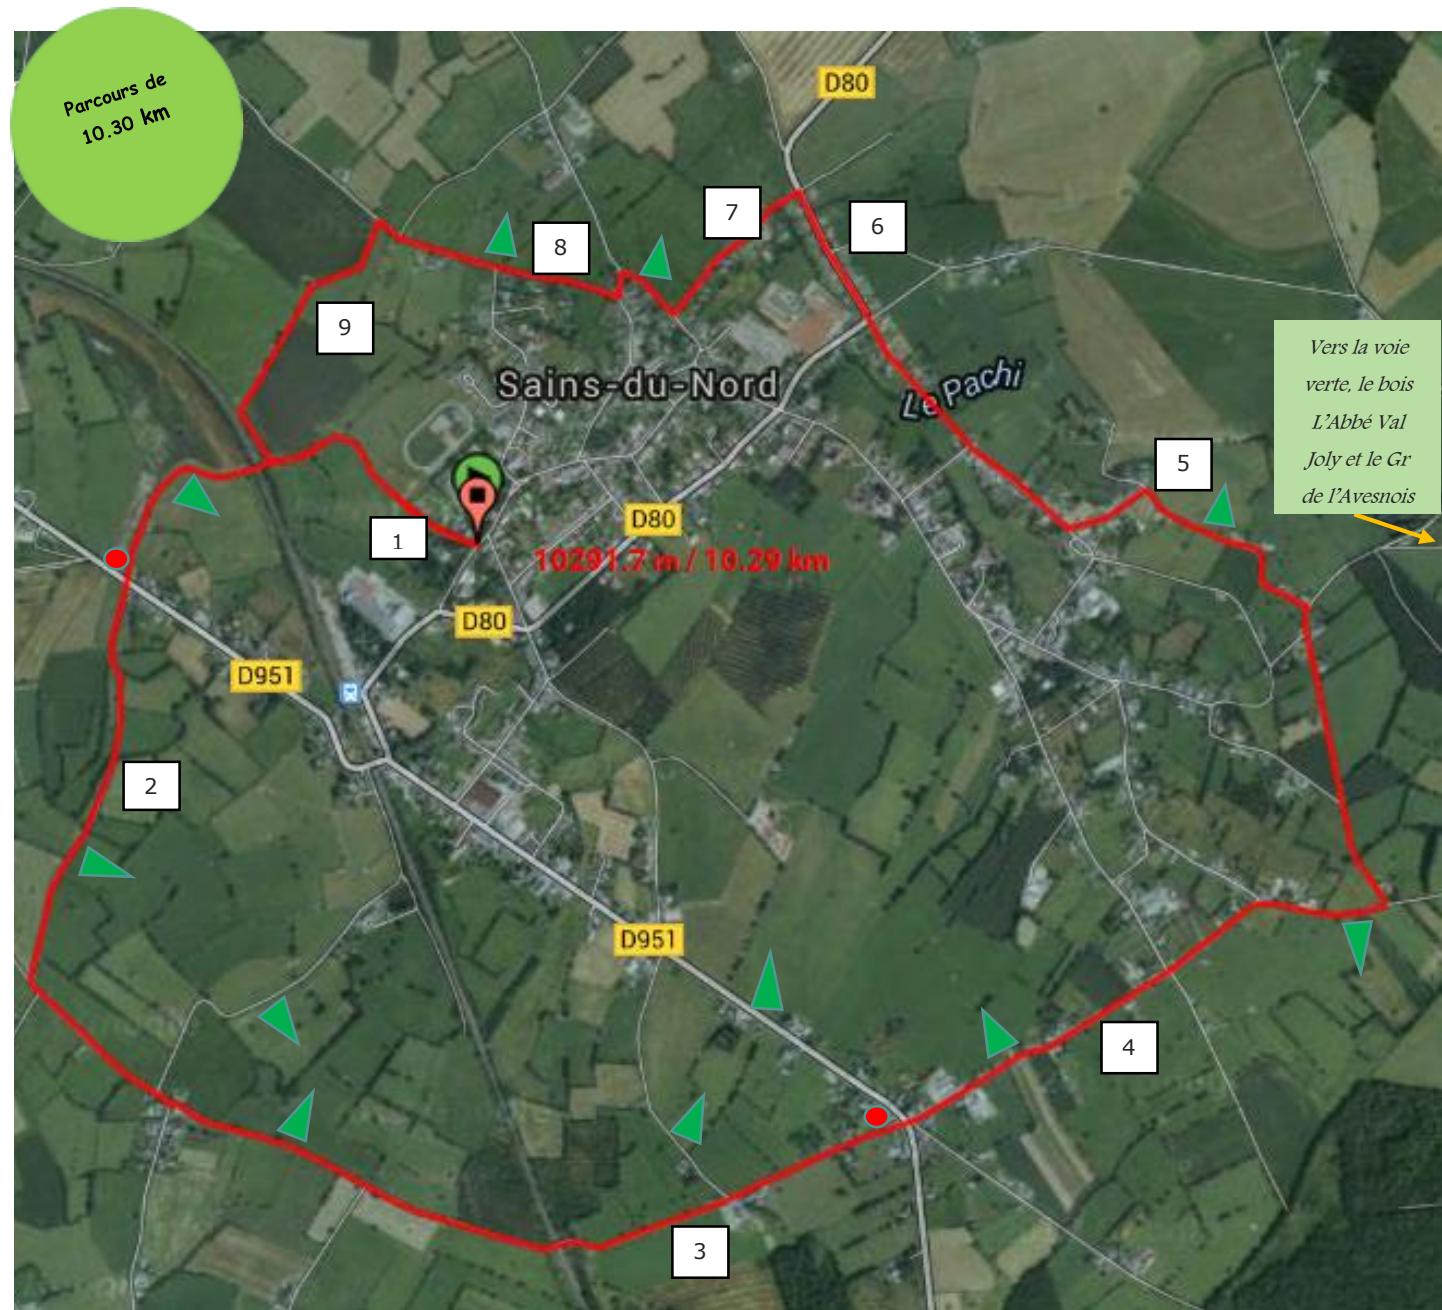 Parcours de
10.30 km
D80
7
6
8
9
Sains-du-Nord
Le Pachi
Vers la voie
verte, le bois
L'Abbé Val
Joly et le Gr
de l'Avesnois
5
D80
1
10291.7 m / 10.29 km
D80
D951
2
D951
4
3